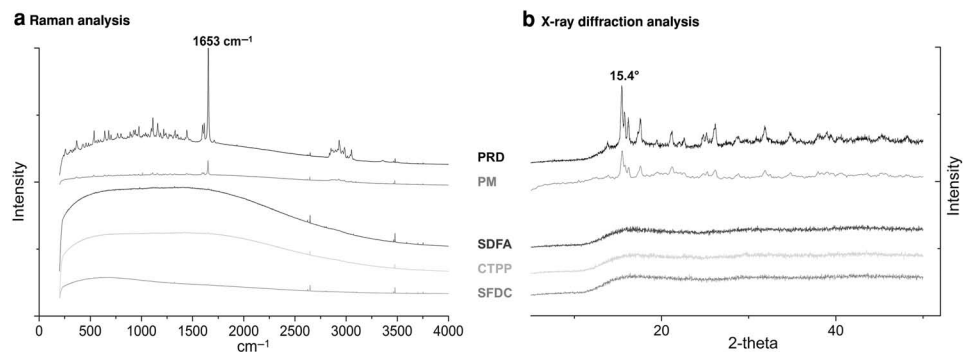 a Raman analysis
1653 cm⁻¹
Intensity
0 500 1000 1500 2000 2500 3000 3500 4000
cm⁻¹
b X-ray diffraction analysis
15.4°
PRD
PM
SDFA
CTPP
SFDC
Intensity
20 40
2-theta